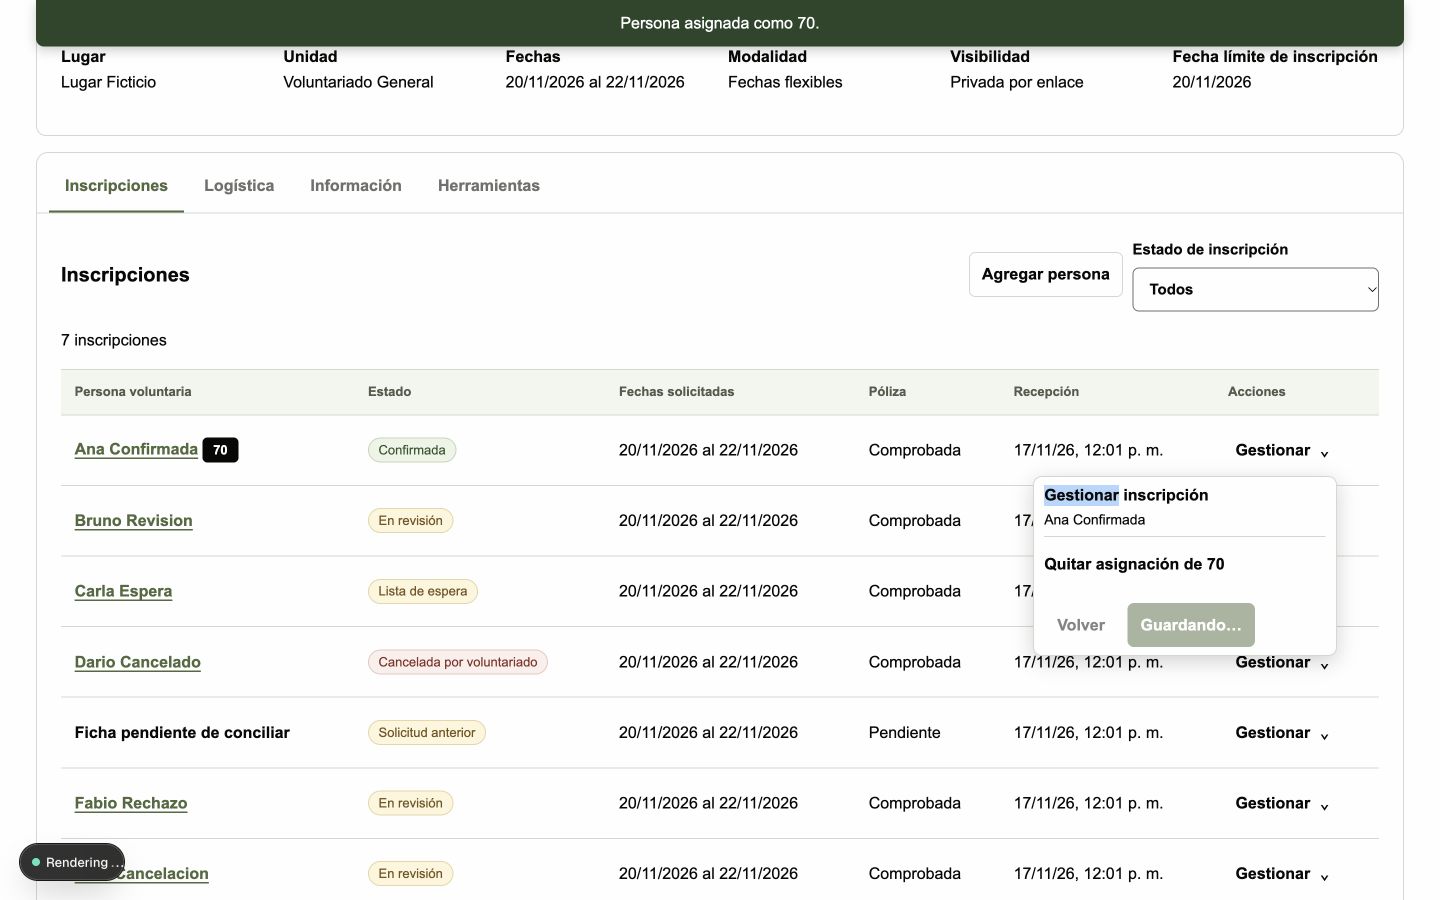 Persona asignada como 70.
Lugar Unidad Fechas Modalidad Visibilidad Fecha límite de inscripción
Lugar Ficticio Voluntariado General 20/11/2026 al 22/11/2026 Fechas flexibles Privada por enlace 20/11/2026
Inscripciones Logística Información Herramientas
Estado de inscripción
Inscripciones Agregar persona Todos
7 inscripciones
Persona voluntaria Estado Fechas solicitadas Póliza Recepción Acciones
Ana Confirmada 70 Confirmada 20/11/2026 al 22/11/2026 Comprobada 17/11/26, 12:01 p. m. Gestionar
Gestionar inscripción
Ana Confirmada
Quitar asignación de 70
Volver Guardando...
Bruno Revision En revisión 20/11/2026 al 22/11/2026 Comprobada 17/
Carla Espera Lista de espera 20/11/2026 al 22/11/2026 Comprobada 17/
Dario Cancelado Cancelada por voluntariado 20/11/2026 al 22/11/2026 Comprobada 17/11/26, 12:01 p. m. Gestionar
Ficha pendiente de conciliar Solicitud anterior 20/11/2026 al 22/11/2026 Pendiente 17/11/26, 12:01 p. m. Gestionar
Fabio Rechazo En revisión 20/11/2026 al 22/11/2026 Comprobada 17/11/26, 12:01 p. m. Gestionar
Rendering ...
Cancelacion En revisión 20/11/2026 al 22/11/2026 Comprobada 17/11/26, 12:01 p. m. Gestionar